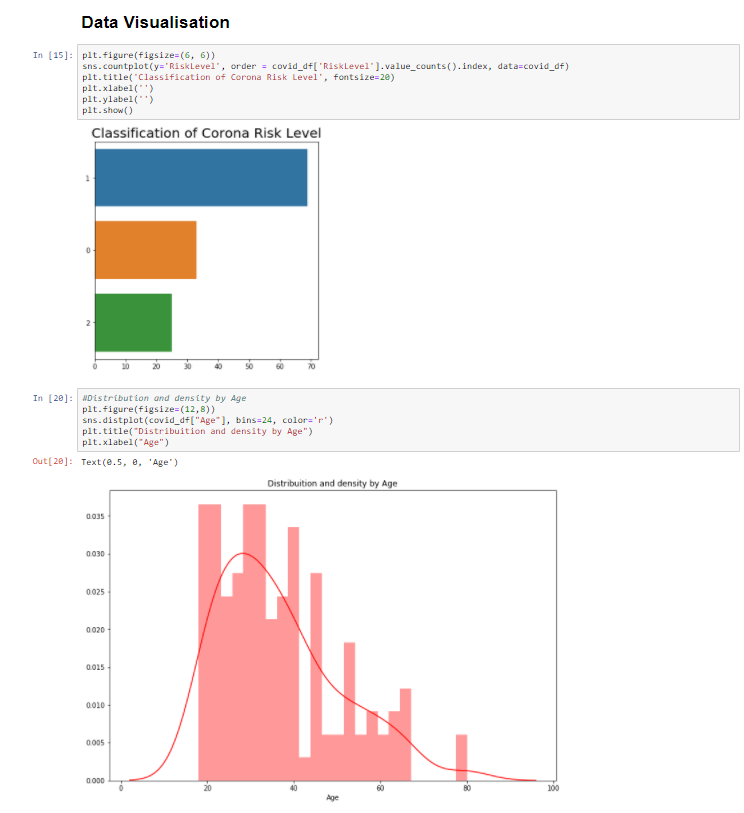 Data Visualisation
In [15]: plt.figure(figsize=(6, 6))
sns.countplot(y='RiskLevel', order = covid_df['RiskLevel'].value_counts().index, data=covid_df)
plt.title('Classification of Corona Risk Level', fontsize=20)
plt.xlabel('')
plt.ylabel('')
plt.show()
Classification of Corona Risk Level
1
0
2
0 10 20 30 40 50 60 70
In [20]: #Distribution and density by Age
plt.figure(figsize=(12,8))
sns.distplot(covid_df["Age"], bins=24, color='r')
plt.title("Distribuition and density by Age")
plt.xlabel("Age")
Out[20]: Text(0.5, 0, 'Age')
Distribuition and density by Age
0.035
0.030
0.025
0.020
0.015
0.010
0.005
0.000
0 20 40 60 80 100
Age